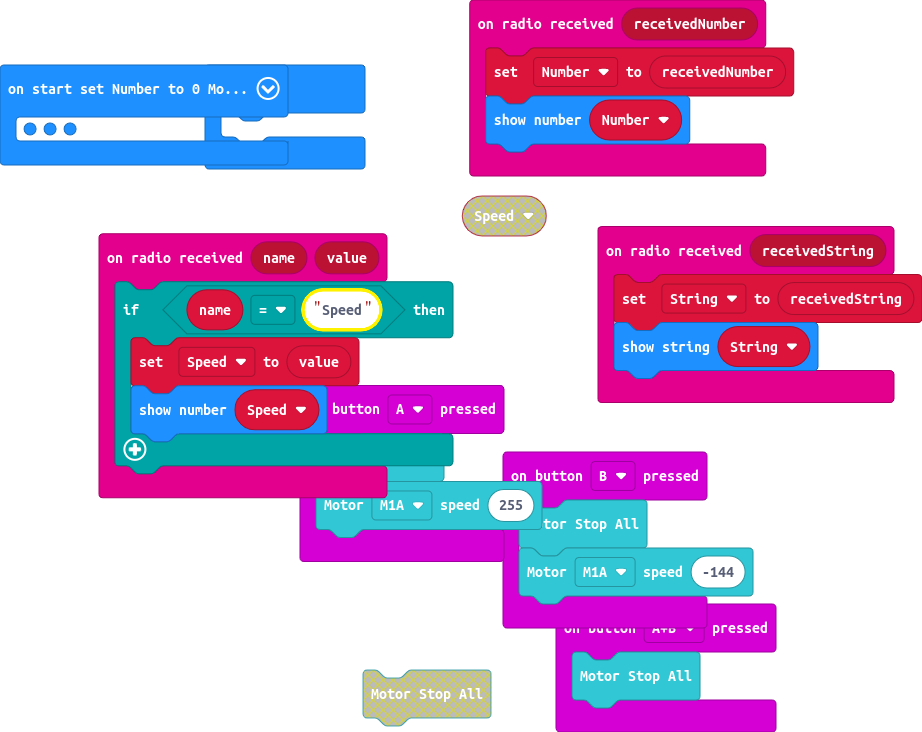 on radio received receivedNumber
set Number to receivedNumber
show number Number
on start set Number to 0 Mo...
Speed
on radio received name value
if name = "Speed" then
set Speed to value
show number Speed
button A pressed
Motor M1A speed 255
on radio received receivedString
set String to receivedString
show string String
on button B pressed
Stop All
Motor M1A speed -144
on button A+B pressed
Motor Stop All
Motor Stop All